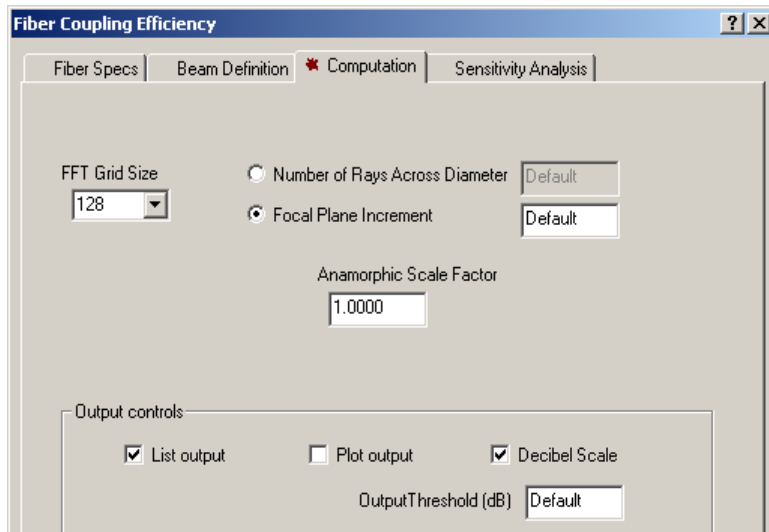 Fiber Coupling Efficiency
Fiber Specs Beam Definition Computation Sensitivity Analysis
FFT Grid Size
128
Number of Rays Across Diameter Default
Focal Plane Increment Default
Anamorphic Scale Factor
1.0000
Output controls
List output Plot output Decibel Scale
OutputThreshold (dB) Default